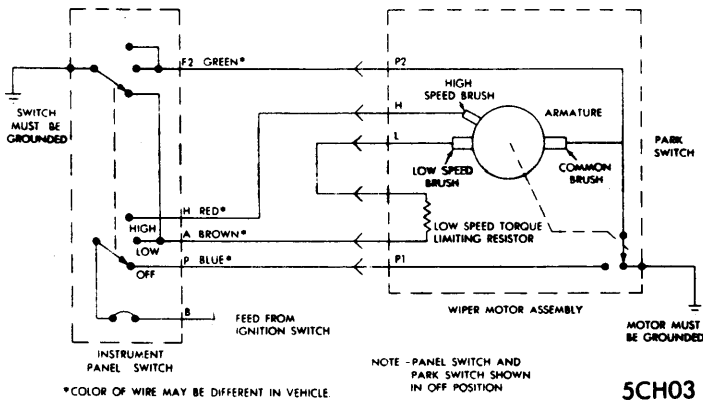 F2 GREEN*
P2
HIGH
SPEED BRUSH
ARMATURE
H
SWITCH
MUST BE
GROUNDED
L
PARK
SWITCH
LOW SPEED
BRUSH
COMMON
BRUSH
H RED*
HIGH
A BROWN*
LOW
LOW SPEED TORQUE
LIMITING RESISTOR
P BLUE*
OFF
P1
B
FEED FROM
IGNITION SWITCH
WIPER MOTOR ASSEMBLY
MOTOR MUST
BE GROUNDED
INSTRUMENT
PANEL SWITCH
NOTE - PANEL SWITCH AND
PARK SWITCH SHOWN
IN OFF POSITION
*COLOR OF WIRE MAY BE DIFFERENT IN VEHICLE.
5CH03